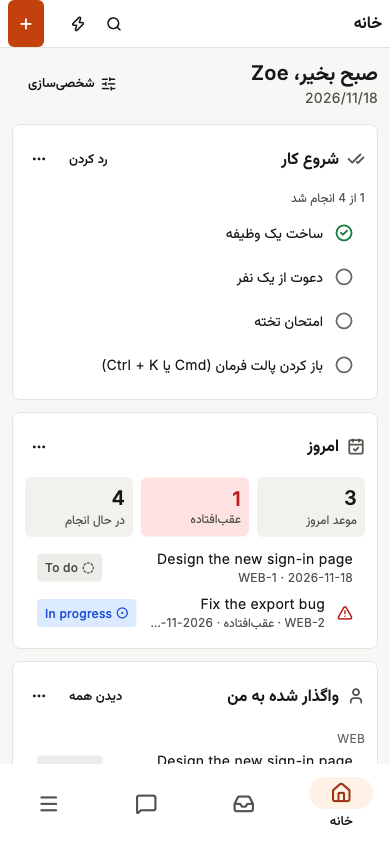 خانه
صبح بخیر، Zoe
2026/11/18
شخصی‌سازی
شروع کار
رد کردن
1 از 4 انجام شد
ساخت یک وظیفه
دعوت از یک نفر
امتحان تخته
باز کردن پالت فرمان (Cmd یا Ctrl + K)
امروز
3
موعد امروز
1
عقب‌افتاده
4
در حال انجام
Design the new sign-in page
WEB-1 · 2026-11-18
To do
Fix the export bug
WEB-2 · عقب‌افتاده · 2026-11-...
In progress
واگذار شده به من
دیدن همه
WEB
Design the new sign-in page
خانه